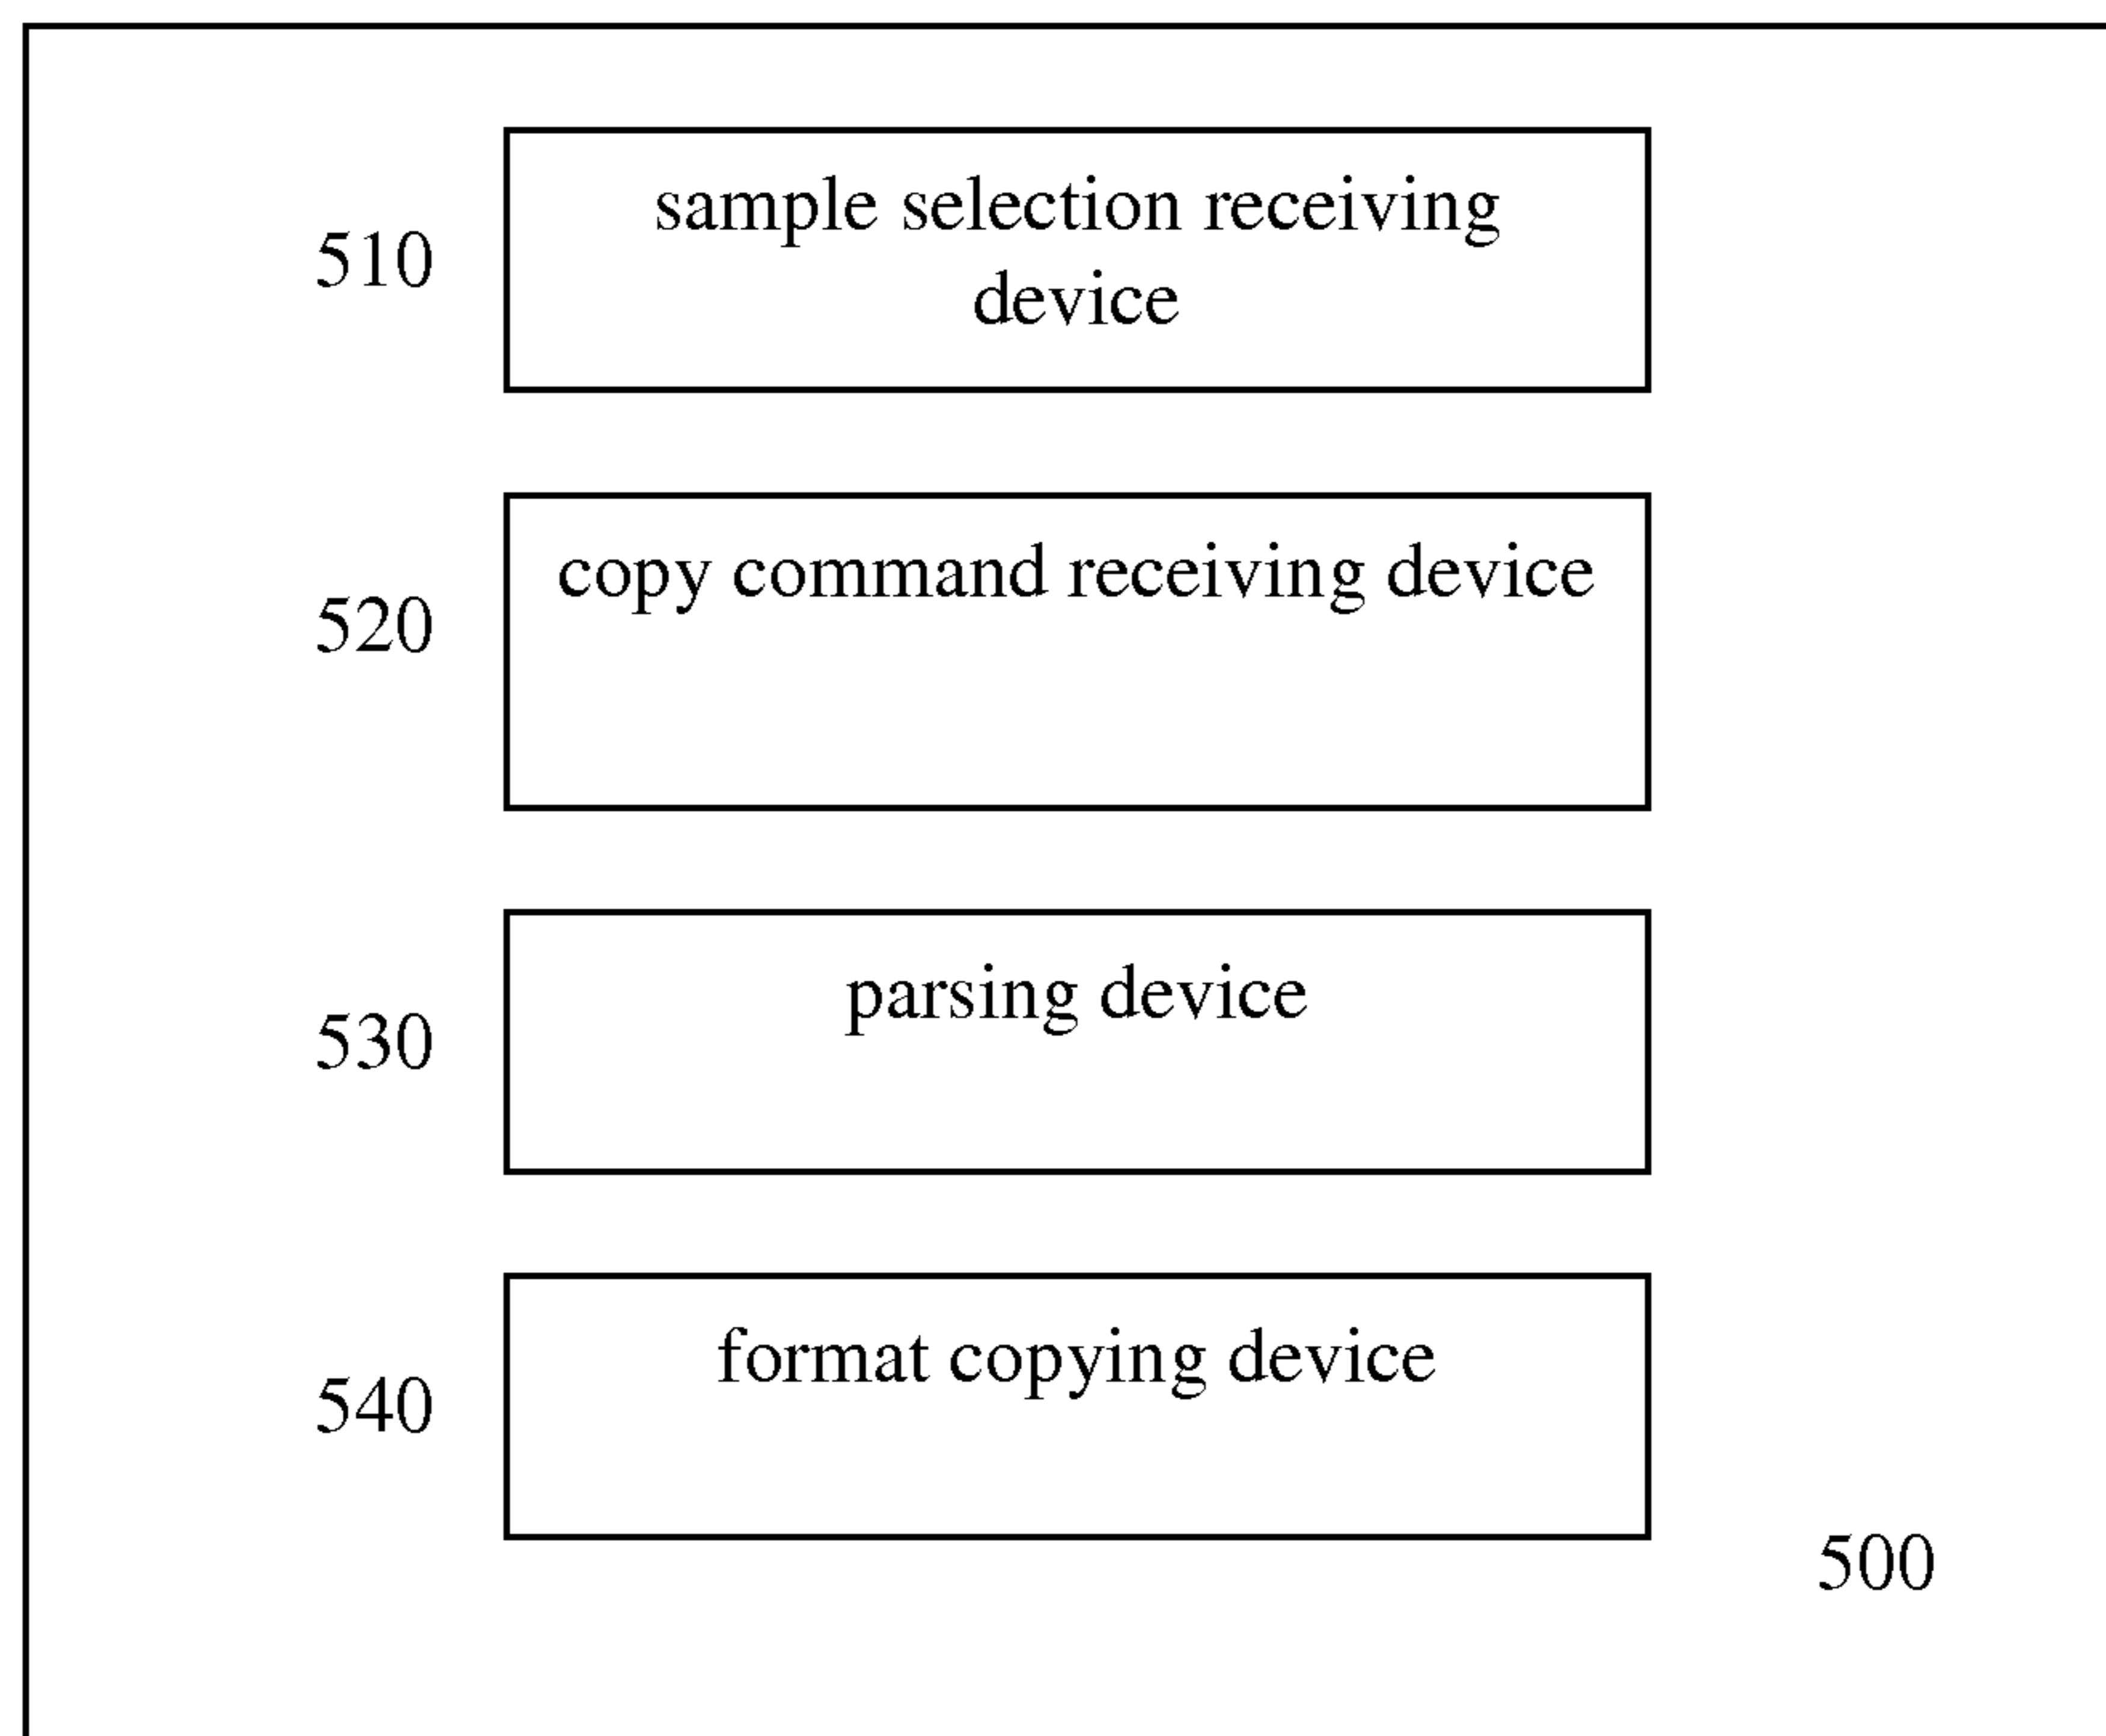 510
sample selection receiving
device
520
copy command receiving device
530
parsing device
540
format copying device
500